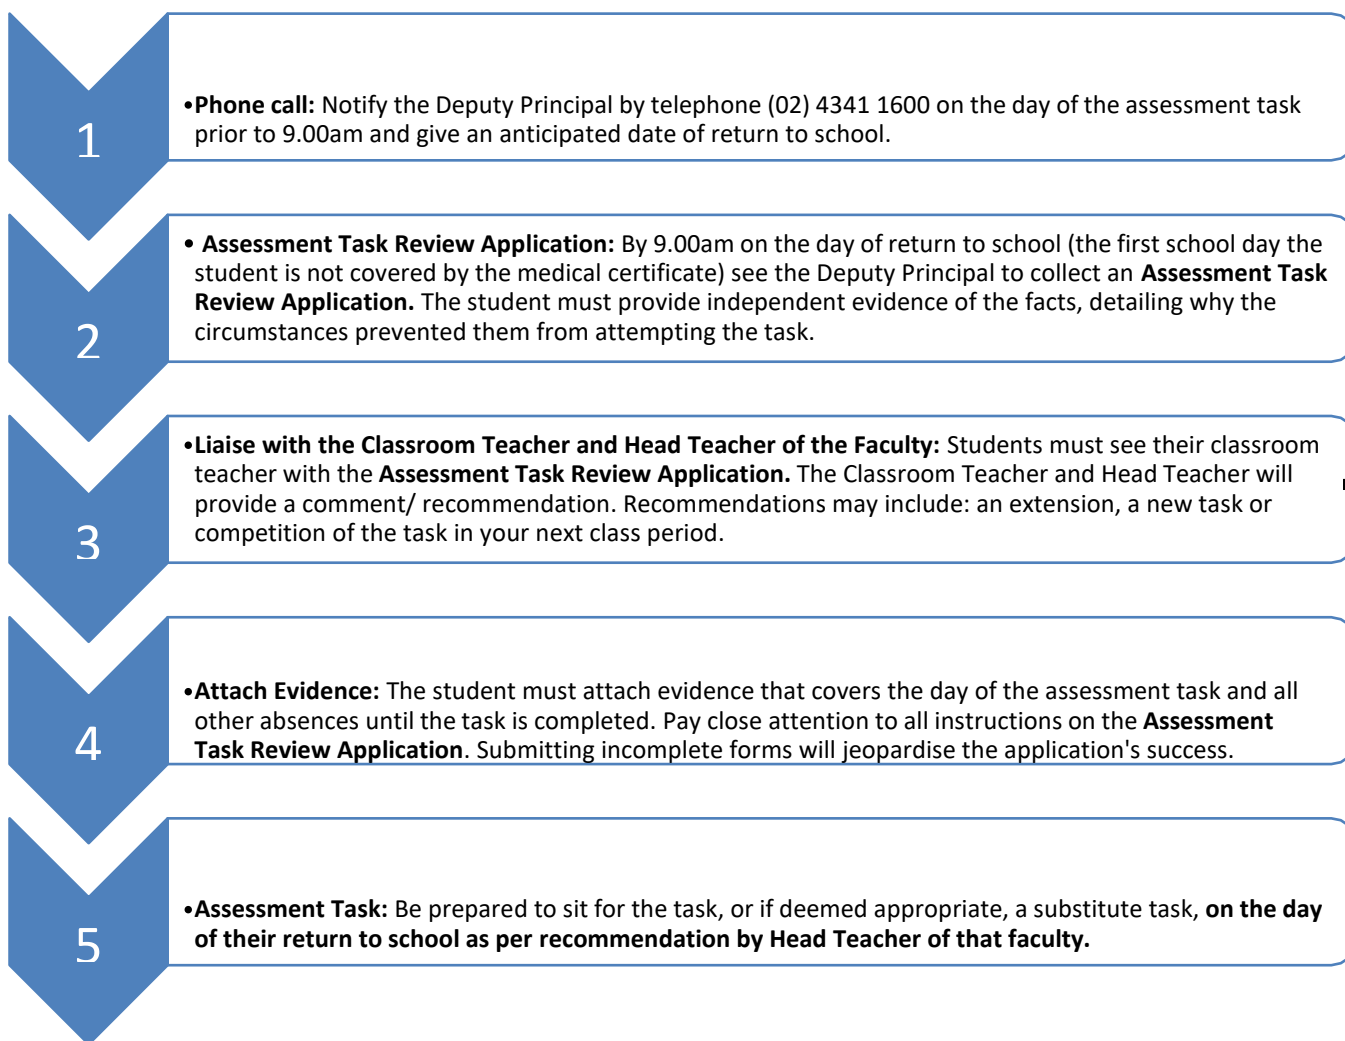 1
•Phone call: Notify the Deputy Principal by telephone (02) 4341 1600 on the day of the assessment task
prior to 9.00am and give an anticipated date of return to school.
2
• Assessment Task Review Application: By 9.00am on the day of return to school (the first school day the
student is not covered by the medical certificate) see the Deputy Principal to collect an Assessment Task
Review Application. The student must provide independent evidence of the facts, detailing why the
circumstances prevented them from attempting the task.
3
•Liaise with the Classroom Teacher and Head Teacher of the Faculty: Students must see their classroom
teacher with the Assessment Task Review Application. The Classroom Teacher and Head Teacher will
provide a comment/ recommendation. Recommendations may include: an extension, a new task or
competition of the task in your next class period.
4
•Attach Evidence: The student must attach evidence that covers the day of the assessment task and all
other absences until the task is completed. Pay close attention to all instructions on the Assessment
Task Review Application. Submitting incomplete forms will jeopardise the application's success.
5
•Assessment Task: Be prepared to sit for the task, or if deemed appropriate, a substitute task, on the day
of their return to school as per recommendation by Head Teacher of that faculty.